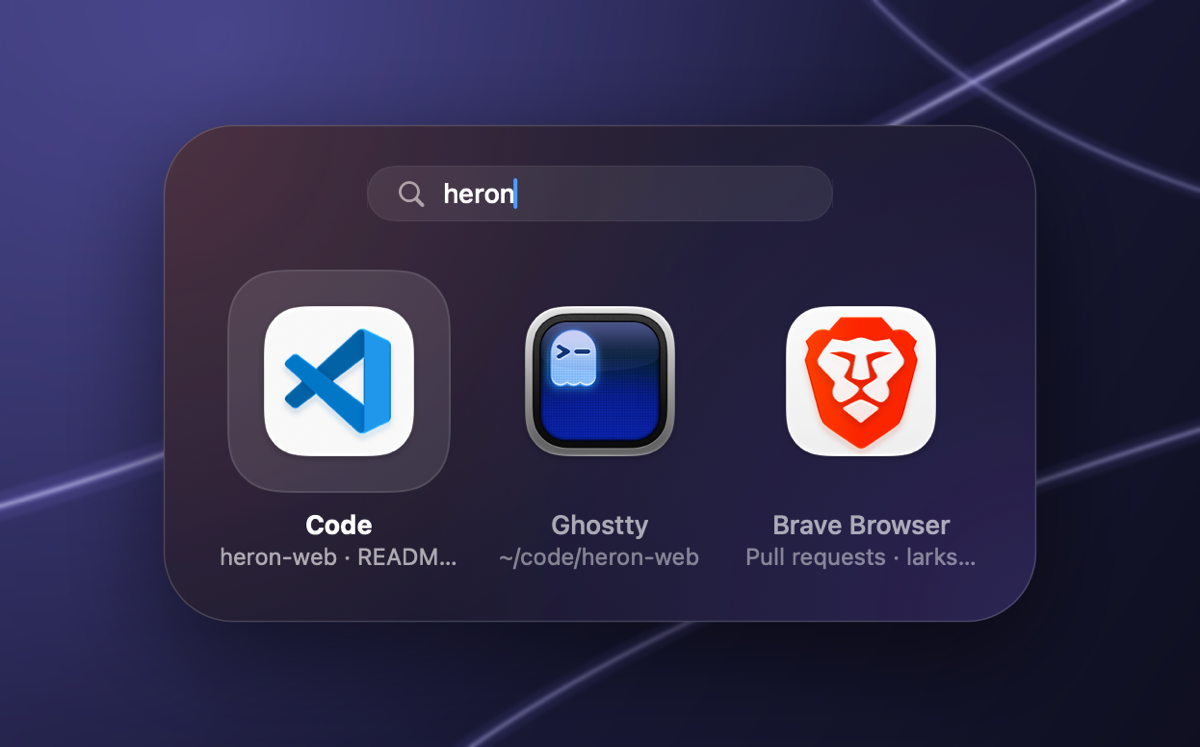 heron
Code
heron-web · READM...
Ghostty
~/code/heron-web
Brave Browser
Pull requests · larks...